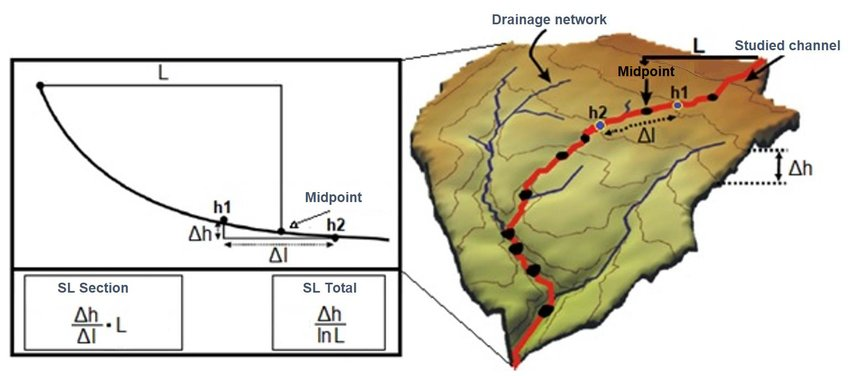 L
h1
Midpoint
h2
Δh
Δl
SL Section
Δh
Δl
· L
SL Total
Δh
lnL
Drainage network
L
Studied channel
Midpoint
h1
h2
Δl
Δh